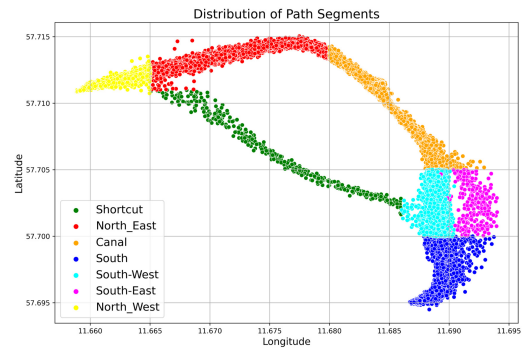 Distribution of Path Segments
57.715
57.710
57.705
57.700
57.695
Latitude
Shortcut
North_East
Canal
South
South-West
South-East
North_West
11.660 11.665 11.670 11.675 11.680 11.685 11.690 11.695
Longitude